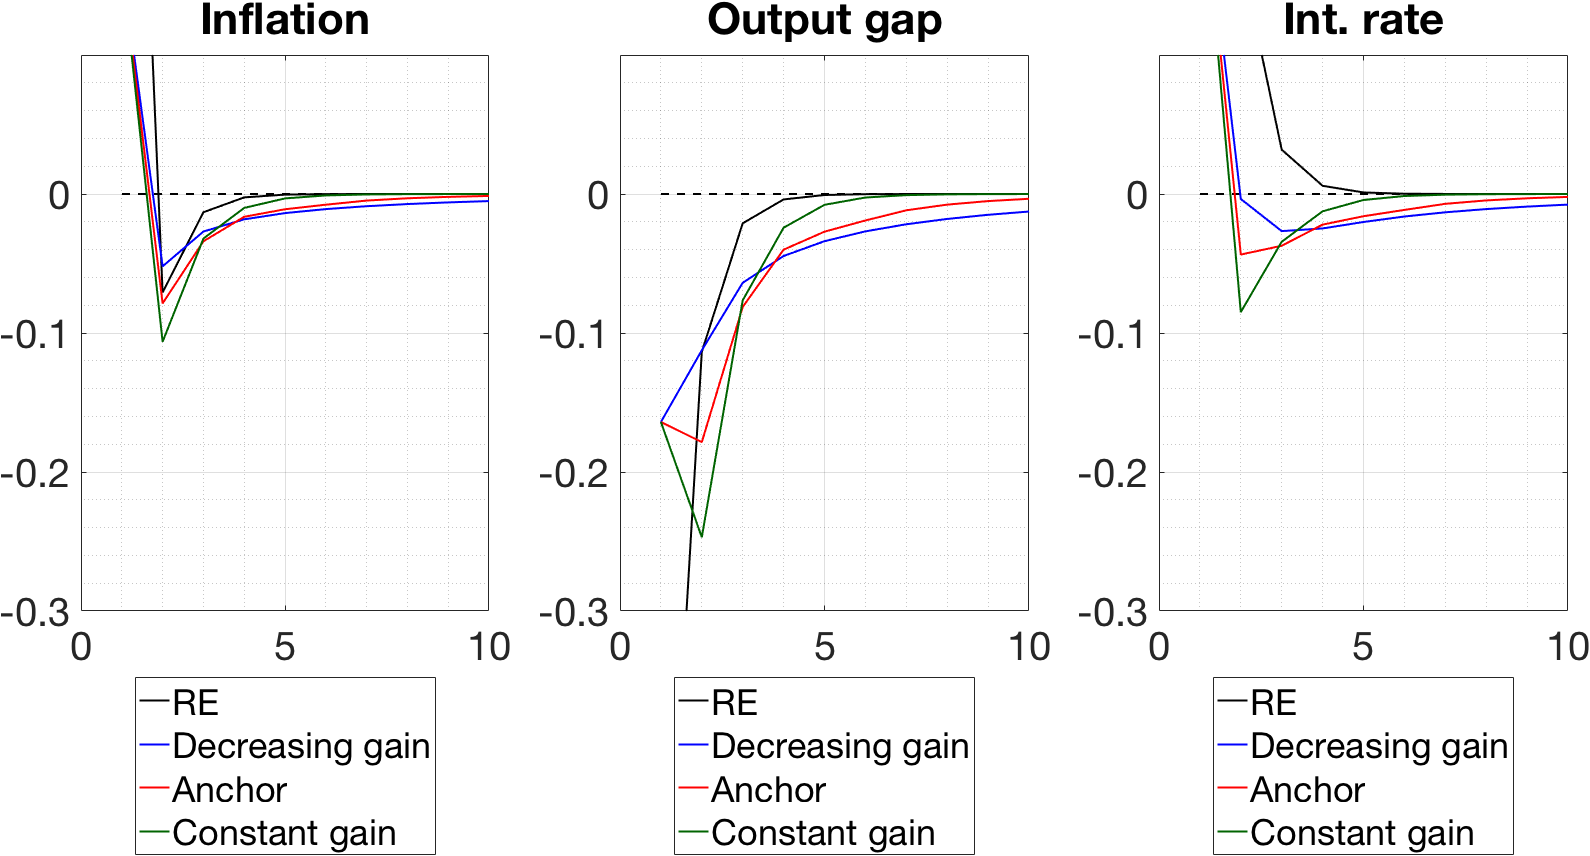 Inflation
0
-0.1
-0.2
-0.3
0 5 10
RE
Decreasing gain
Anchor
Constant gain
Output gap
0
-0.1
-0.2
-0.3
0 5 10
RE
Decreasing gain
Anchor
Constant gain
Int. rate
0
-0.1
-0.2
-0.3
0 5 10
RE
Decreasing gain
Anchor
Constant gain